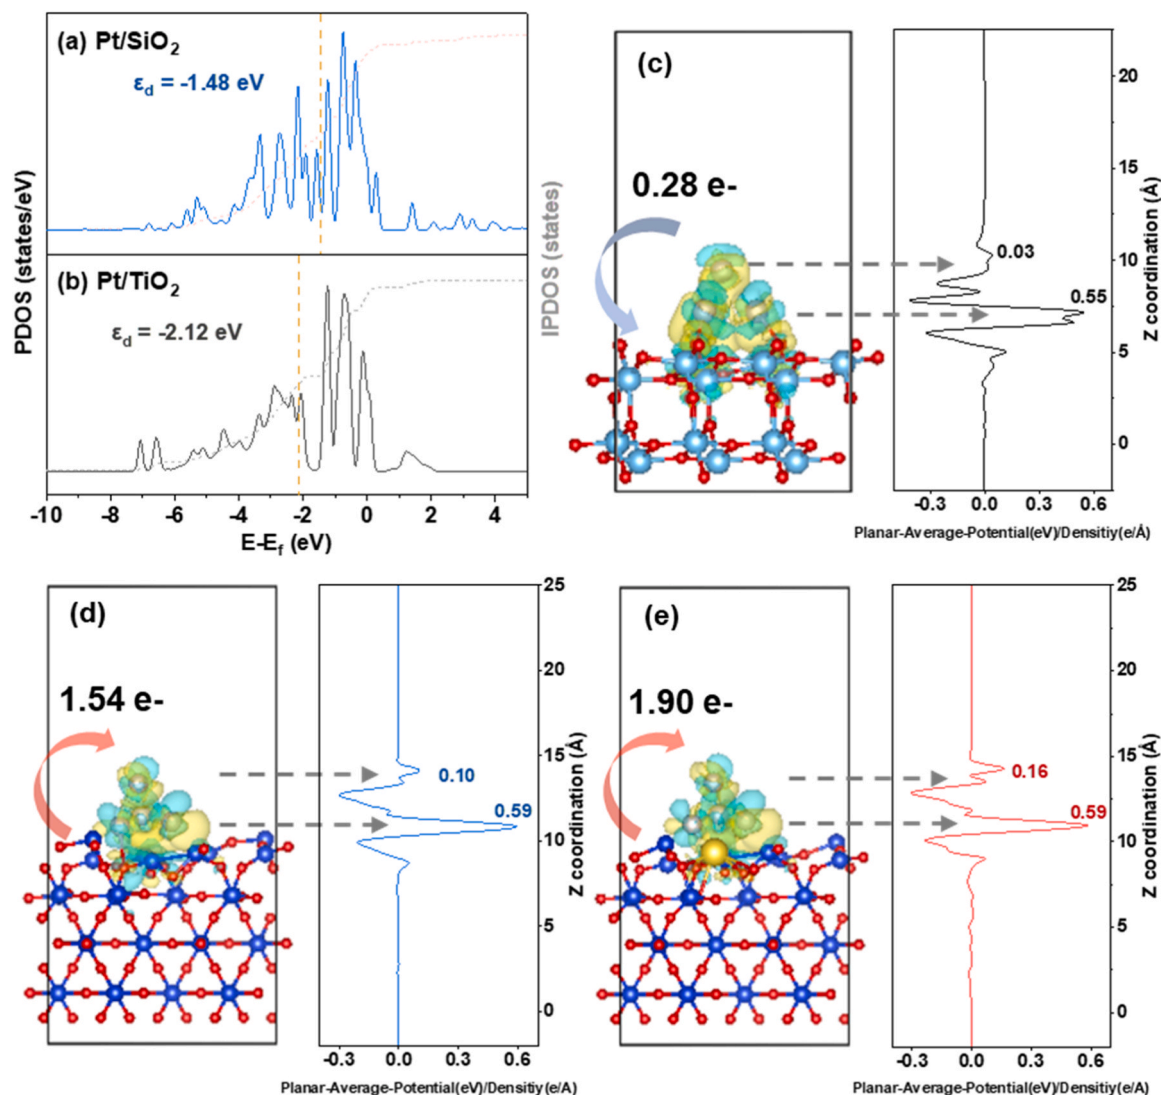 (a) Pt/SiO₂
εd = -1.48 eV
(b) Pt/TiO₂
εd = -2.12 eV
PDOS (states/eV)
IPDOS (states)
-10 -8 -6 -4 -2 0 2 4
E-Ef (eV)
(c)
0.28 e-
0.03
0.55
20
15
10
5
0
Z coordination (Å)
-0.3 0.0 0.3 0.6
Planar-Average-Potential(eV)/Densitiy(e/Å)
(d)
1.54 e-
0.10
0.59
25
20
15
10
5
0
Z coordination (Å)
-0.3 0.0 0.3 0.6
Planar-Average-Potential(eV)/Densitiy(e/A)
(e)
1.90 e-
0.16
0.59
25
20
15
10
5
0
Z coordination (Å)
-0.3 0.0 0.3 0.6
Planar-Average-Potential(eV)/Densitiy(e/A)